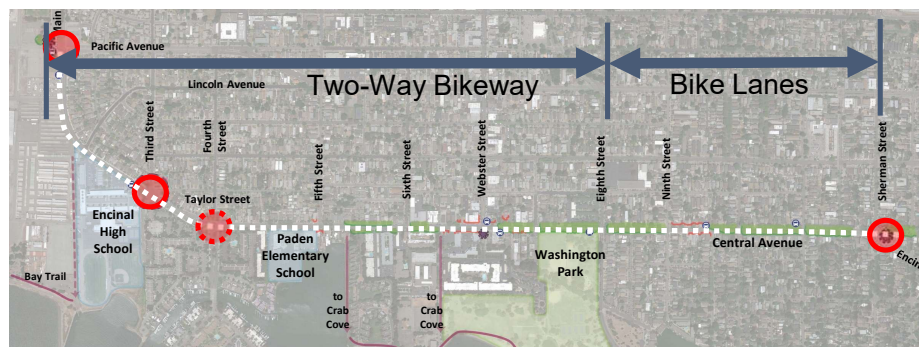 Main
Pacific Avenue
Lincoln Avenue
Two-Way Bikeway
Bike Lanes
Third Street
Fourth
Street
Taylor Street
Fifth Street
Sixth Street
Webster Street
Eighth Street
Ninth Street
Sherman Street
Encinal
High
School
Paden
Elementary
School
Washington
Park
Central Avenue
Encin
Bay Trail
to
Crab
Cove
to
Crab
Cove